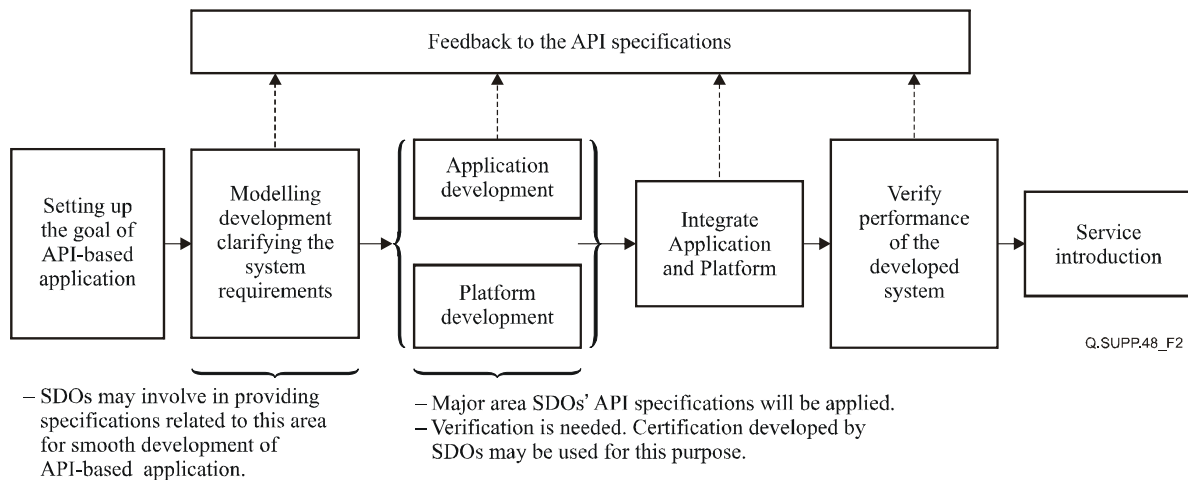 Feedback to the API specifications
Setting up
the goal of
API-based
application
Modelling
development
clarifying the
system
requirements
Application
development
Platform
development
Integrate
Application
and Platform
Verify
performance
of the
developed
system
Service
introduction
Q.SUPP.48_F2
– SDOs may involve in providing
specifications related to this area
for smooth development of
API-based application.
– Major area SDOs' API specifications will be applied.
– Verification is needed. Certification developed by
SDOs may be used for this purpose.